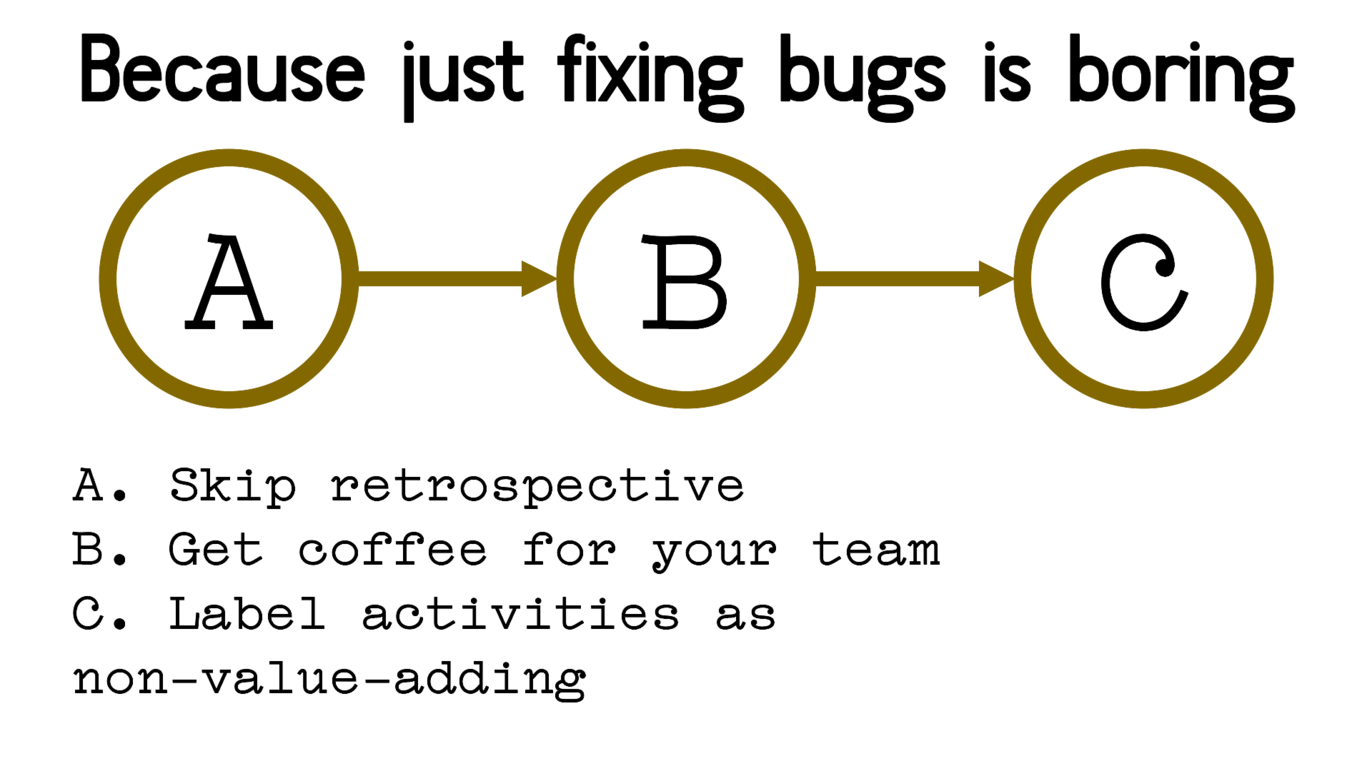 Because just fixing bugs is boring
A
B
C
A. Skip retrospective
B. Get coffee for your team
C. Label activities as
non-value-adding